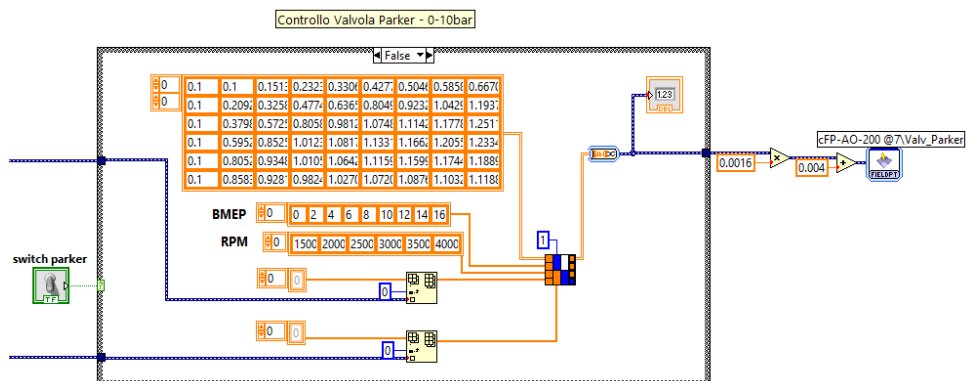 Controllo Valvola Parker - 0-10bar
False
0 0.1 0.1 0.1513 0.2323 0.3306 0.4277 0.5046 0.5858 0.6670
0 0.1 0.2092 0.3258 0.4774 0.6365 0.8049 0.9232 1.0429 1.1937
0.1 0.3798 0.5725 0.8058 0.9812 1.0748 1.1142 1.1778 1.2511
0.1 0.5952 0.8525 1.0123 1.0817 1.1331 1.1662 1.2055 1.2334
0.1 0.8052 0.9348 1.0105 1.0642 1.1159 1.1599 1.1744 1.1889
0.1 0.8583 0.9281 0.9824 1.0270 1.0720 1.0876 1.1032 1.1188
1.23
DBL
cFP-AO-200 @7\Valv_Parker
0.0016
×
0.004
+
FIELDPT
BMEP 0 0 2 4 6 8 10 12 14 16
RPM 0 1500 2000 2500 3000 3500 4000
1
switch parker
TF
?
0 0
0
0 0
0